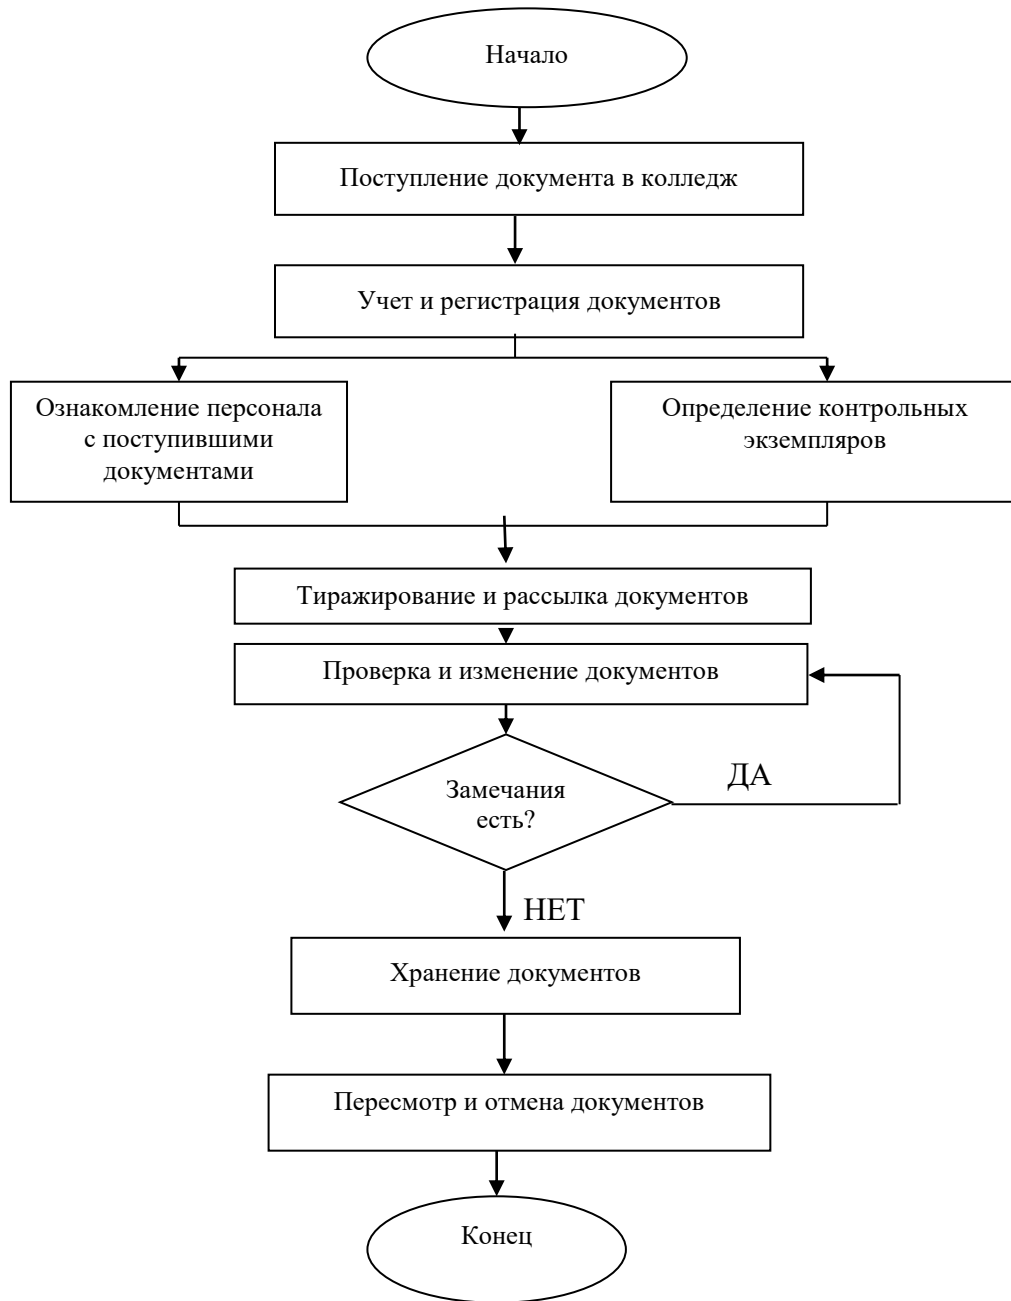 Начало
Поступление документа в колледж
Учет и регистрация документов
Ознакомление персонала
с поступившими
документами
Определение контрольных
экземпляров
Тиражирование и рассылка документов
Проверка и изменение документов
Замечания
есть?
ДА
НЕТ
Хранение документов
Пересмотр и отмена документов
Конец